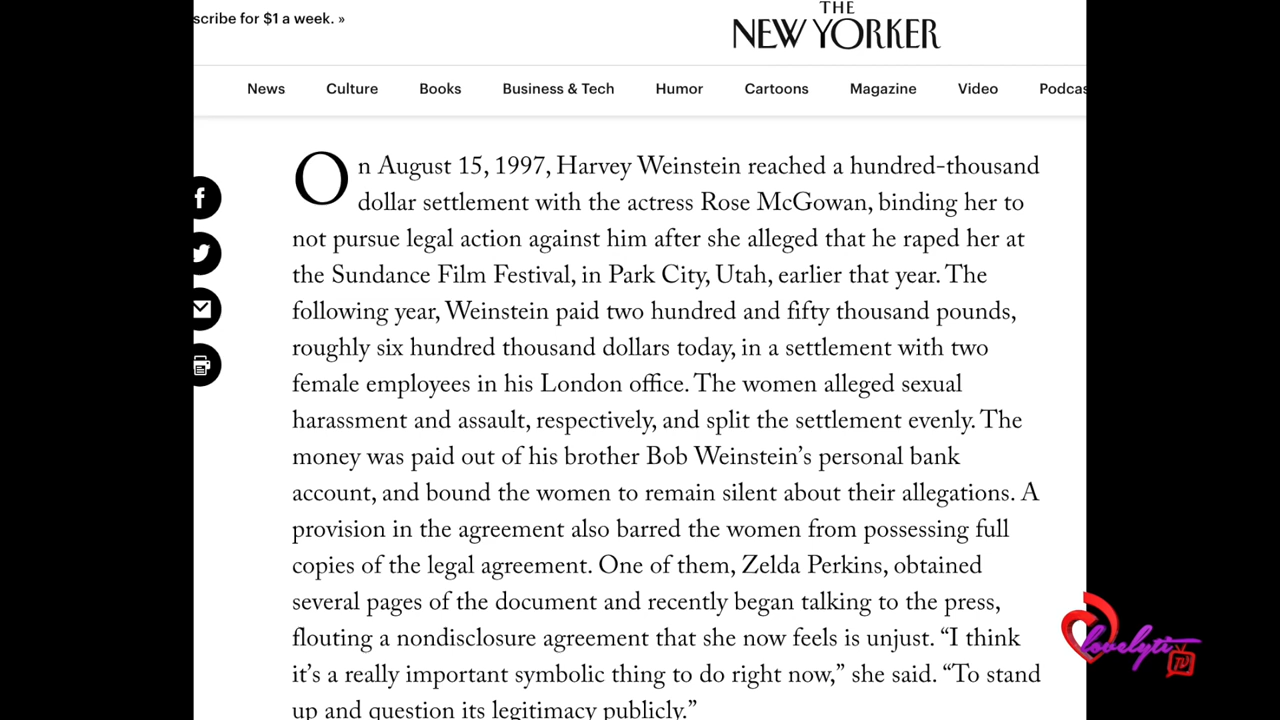 scribe for $1 a week. »
THE
NEW YORKER
News Culture Books Business & Tech Humor Cartoons Magazine Video Podcas
On August 15, 1997, Harvey Weinstein reached a hundred-thousand
dollar settlement with the actress Rose McGowan, binding her to
not pursue legal action against him after she alleged that he raped her at
the Sundance Film Festival, in Park City, Utah, earlier that year. The
following year, Weinstein paid two hundred and fifty thousand pounds,
roughly six hundred thousand dollars today, in a settlement with two
female employees in his London office. The women alleged sexual
harassment and assault, respectively, and split the settlement evenly. The
money was paid out of his brother Bob Weinstein’s personal bank
account, and bound the women to remain silent about their allegations. A
provision in the agreement also barred the women from possessing full
copies of the legal agreement. One of them, Zelda Perkins, obtained
several pages of the document and recently began talking to the press,
flouting a nondisclosure agreement that she now feels is unjust. “I think
it’s a really important symbolic thing to do right now,” she said. “To stand
up and question its legitimacy publicly.”
lovelyti
TV